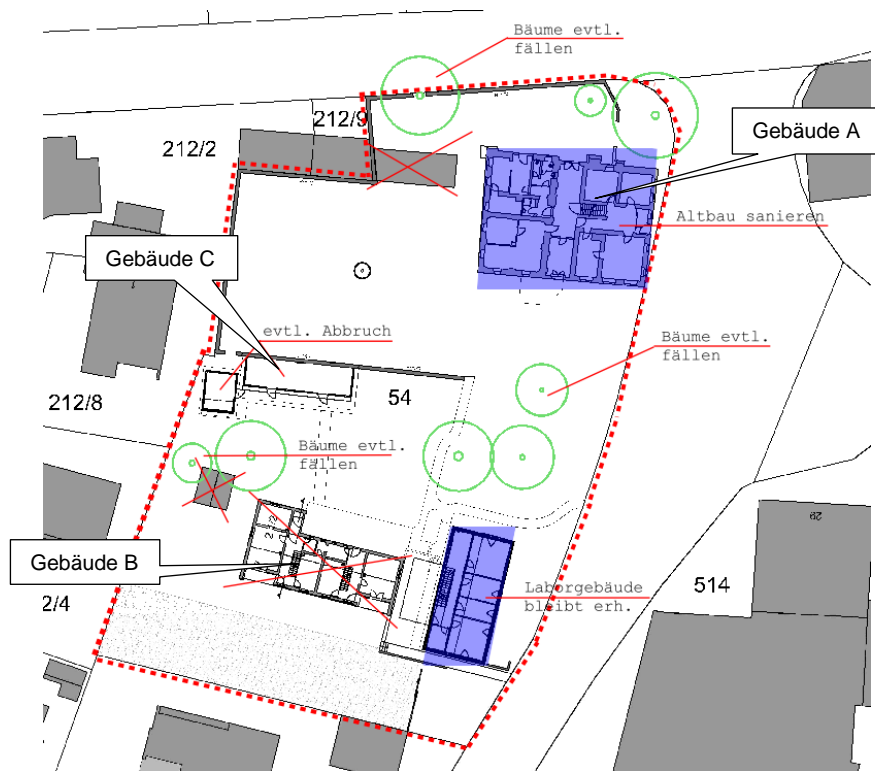 Bäume evtl.
fällen
212/9
212/2
Gebäude A
Altbau sanieren
Gebäude C
evtl. Abbruch
Bäume evtl.
fällen
54
212/8
Bäume evtl.
fällen
Gebäude B
Laborgebäude
bleibt erh.
2/4
514
29